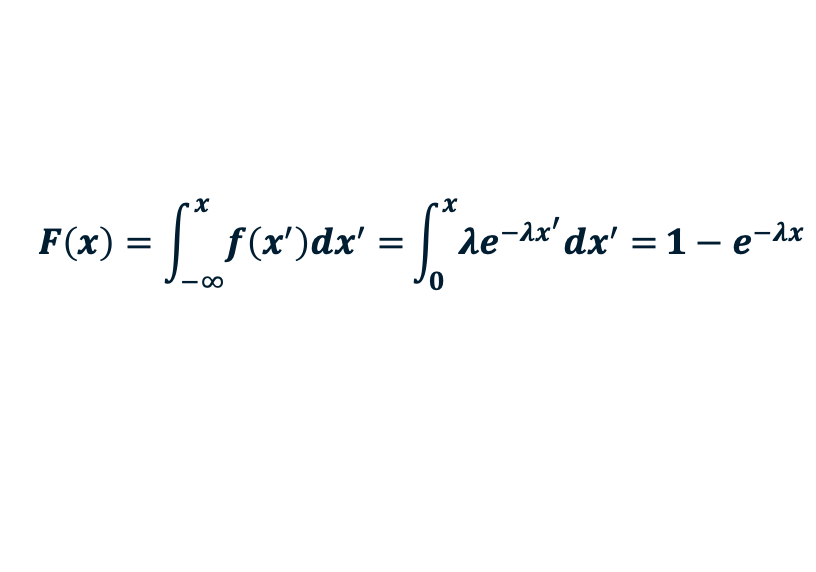 F(x) = ∫_{-∞}^{x} f(x′)dx′ = ∫_{0}^{x} λe^{-λx′} dx′ = 1 − e^{-λx}